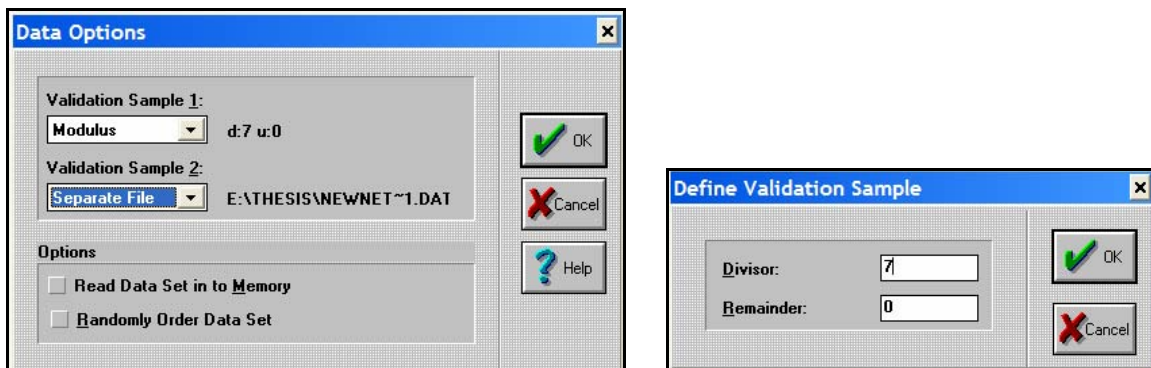 Data Options
Validation Sample 1:
Modulus d:7 u:0
Validation Sample 2:
Separate File E:\THESIS\NEWNET~1.DAT
Options
Read Data Set in to Memory
Randomly Order Data Set
OK
Cancel
Help
Define Validation Sample
Divisor: 7
Remainder: 0
OK
Cancel